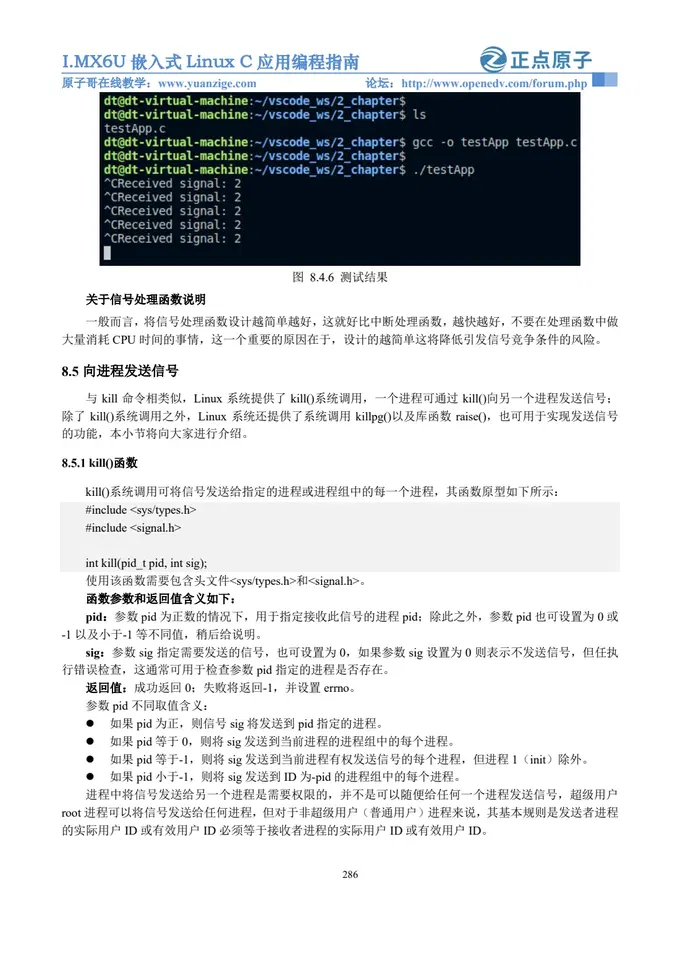 I.MX6U 嵌入式 Linux C 应用编程指南
正点原子
原子哥在线教学：www.yuanzige.com 论坛：http://www.openedv.com/forum.php
dt@dt-virtual-machine:~/vscode_ws/2_chapter$
dt@dt-virtual-machine:~/vscode_ws/2_chapter$ ls
testApp.c
dt@dt-virtual-machine:~/vscode_ws/2_chapter$ gcc -o testApp testApp.c
dt@dt-virtual-machine:~/vscode_ws/2_chapter$
dt@dt-virtual-machine:~/vscode_ws/2_chapter$ ./testApp
^CReceived signal: 2
^CReceived signal: 2
^CReceived signal: 2
^CReceived signal: 2
^CReceived signal: 2
图 8.4.6 测试结果
关于信号处理函数说明
一般而言，将信号处理函数设计越简单越好，这就好比中断处理函数，越快越好，不要在处理函数中做
大量消耗 CPU 时间的事情，这一个重要的原因在于，设计的越简单这将降低引发信号竞争条件的风险。
8.5 向进程发送信号
与 kill 命令相类似，Linux 系统提供了 kill()系统调用，一个进程可通过 kill()向另一个进程发送信号；
除了 kill()系统调用之外，Linux 系统还提供了系统调用 killpg()以及库函数 raise()，也可用于实现发送信号
的功能，本小节将向大家进行介绍。
8.5.1 kill()函数
kill()系统调用可将信号发送给指定的进程或进程组中的每一个进程，其函数原型如下所示：
#include <sys/types.h>
#include <signal.h>
int kill(pid_t pid, int sig);
使用该函数需要包含头文件<sys/types.h>和<signal.h>。
函数参数和返回值含义如下：
pid：参数 pid 为正数的情况下，用于指定接收此信号的进程 pid；除此之外，参数 pid 也可设置为 0 或
-1 以及小于-1 等不同值，稍后给说明。
sig：参数 sig 指定需要发送的信号，也可设置为 0，如果参数 sig 设置为 0 则表示不发送信号，但任执
行错误检查，这通常可用于检查参数 pid 指定的进程是否存在。
返回值：成功返回 0；失败将返回-1，并设置 errno。
参数 pid 不同取值含义：
● 如果 pid 为正，则信号 sig 将发送到 pid 指定的进程。
● 如果 pid 等于 0，则将 sig 发送到当前进程的进程组中的每个进程。
● 如果 pid 等于-1，则将 sig 发送到当前进程有权发送信号的每个进程，但进程 1（init）除外。
● 如果 pid 小于-1，则将 sig 发送到 ID 为-pid 的进程组中的每个进程。
进程中将信号发送给另一个进程是需要权限的，并不是可以随便给任何一个进程发送信号，超级用户
root 进程可以将信号发送给任何进程，但对于非超级用户（普通用户）进程来说，其基本规则是发送者进程
的实际用户 ID 或有效用户 ID 必须等于接收者进程的实际用户 ID 或有效用户 ID。
286